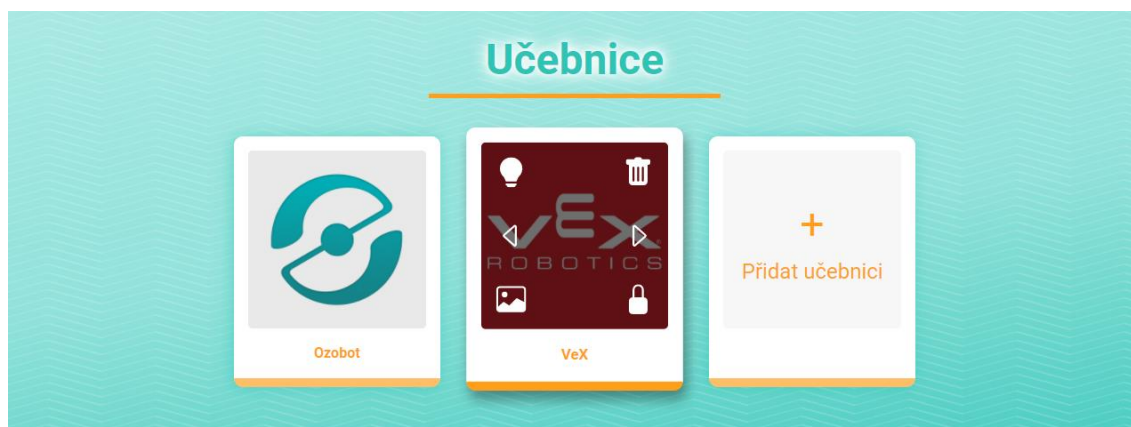 Učebnice
VEX
ROBOTICS
+
Přidat učebnici
Ozobot
VeX